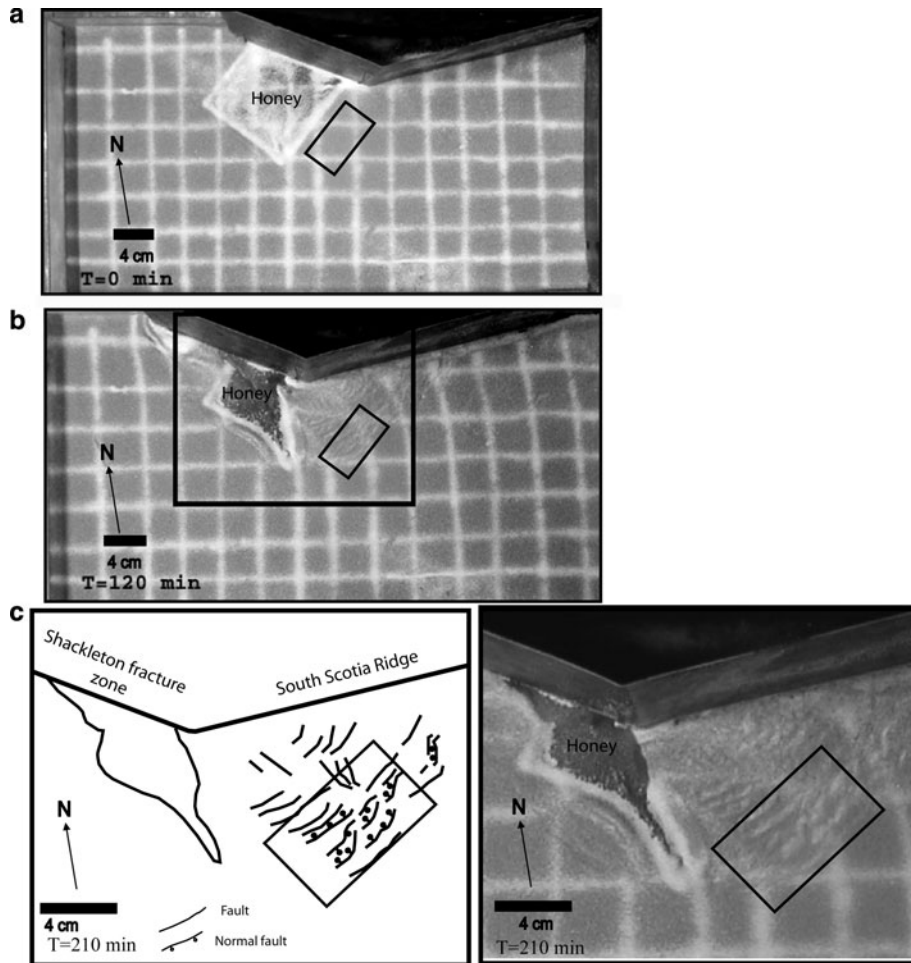 a
Honey
N
4 cm
T=0 min
b
Honey
N
4 cm
T=120 min
c
Shackleton fracture
zone
South Scotia Ridge
N
4 cm
T=210 min
Fault
Normal fault
Honey
N
4 cm
T=210 min